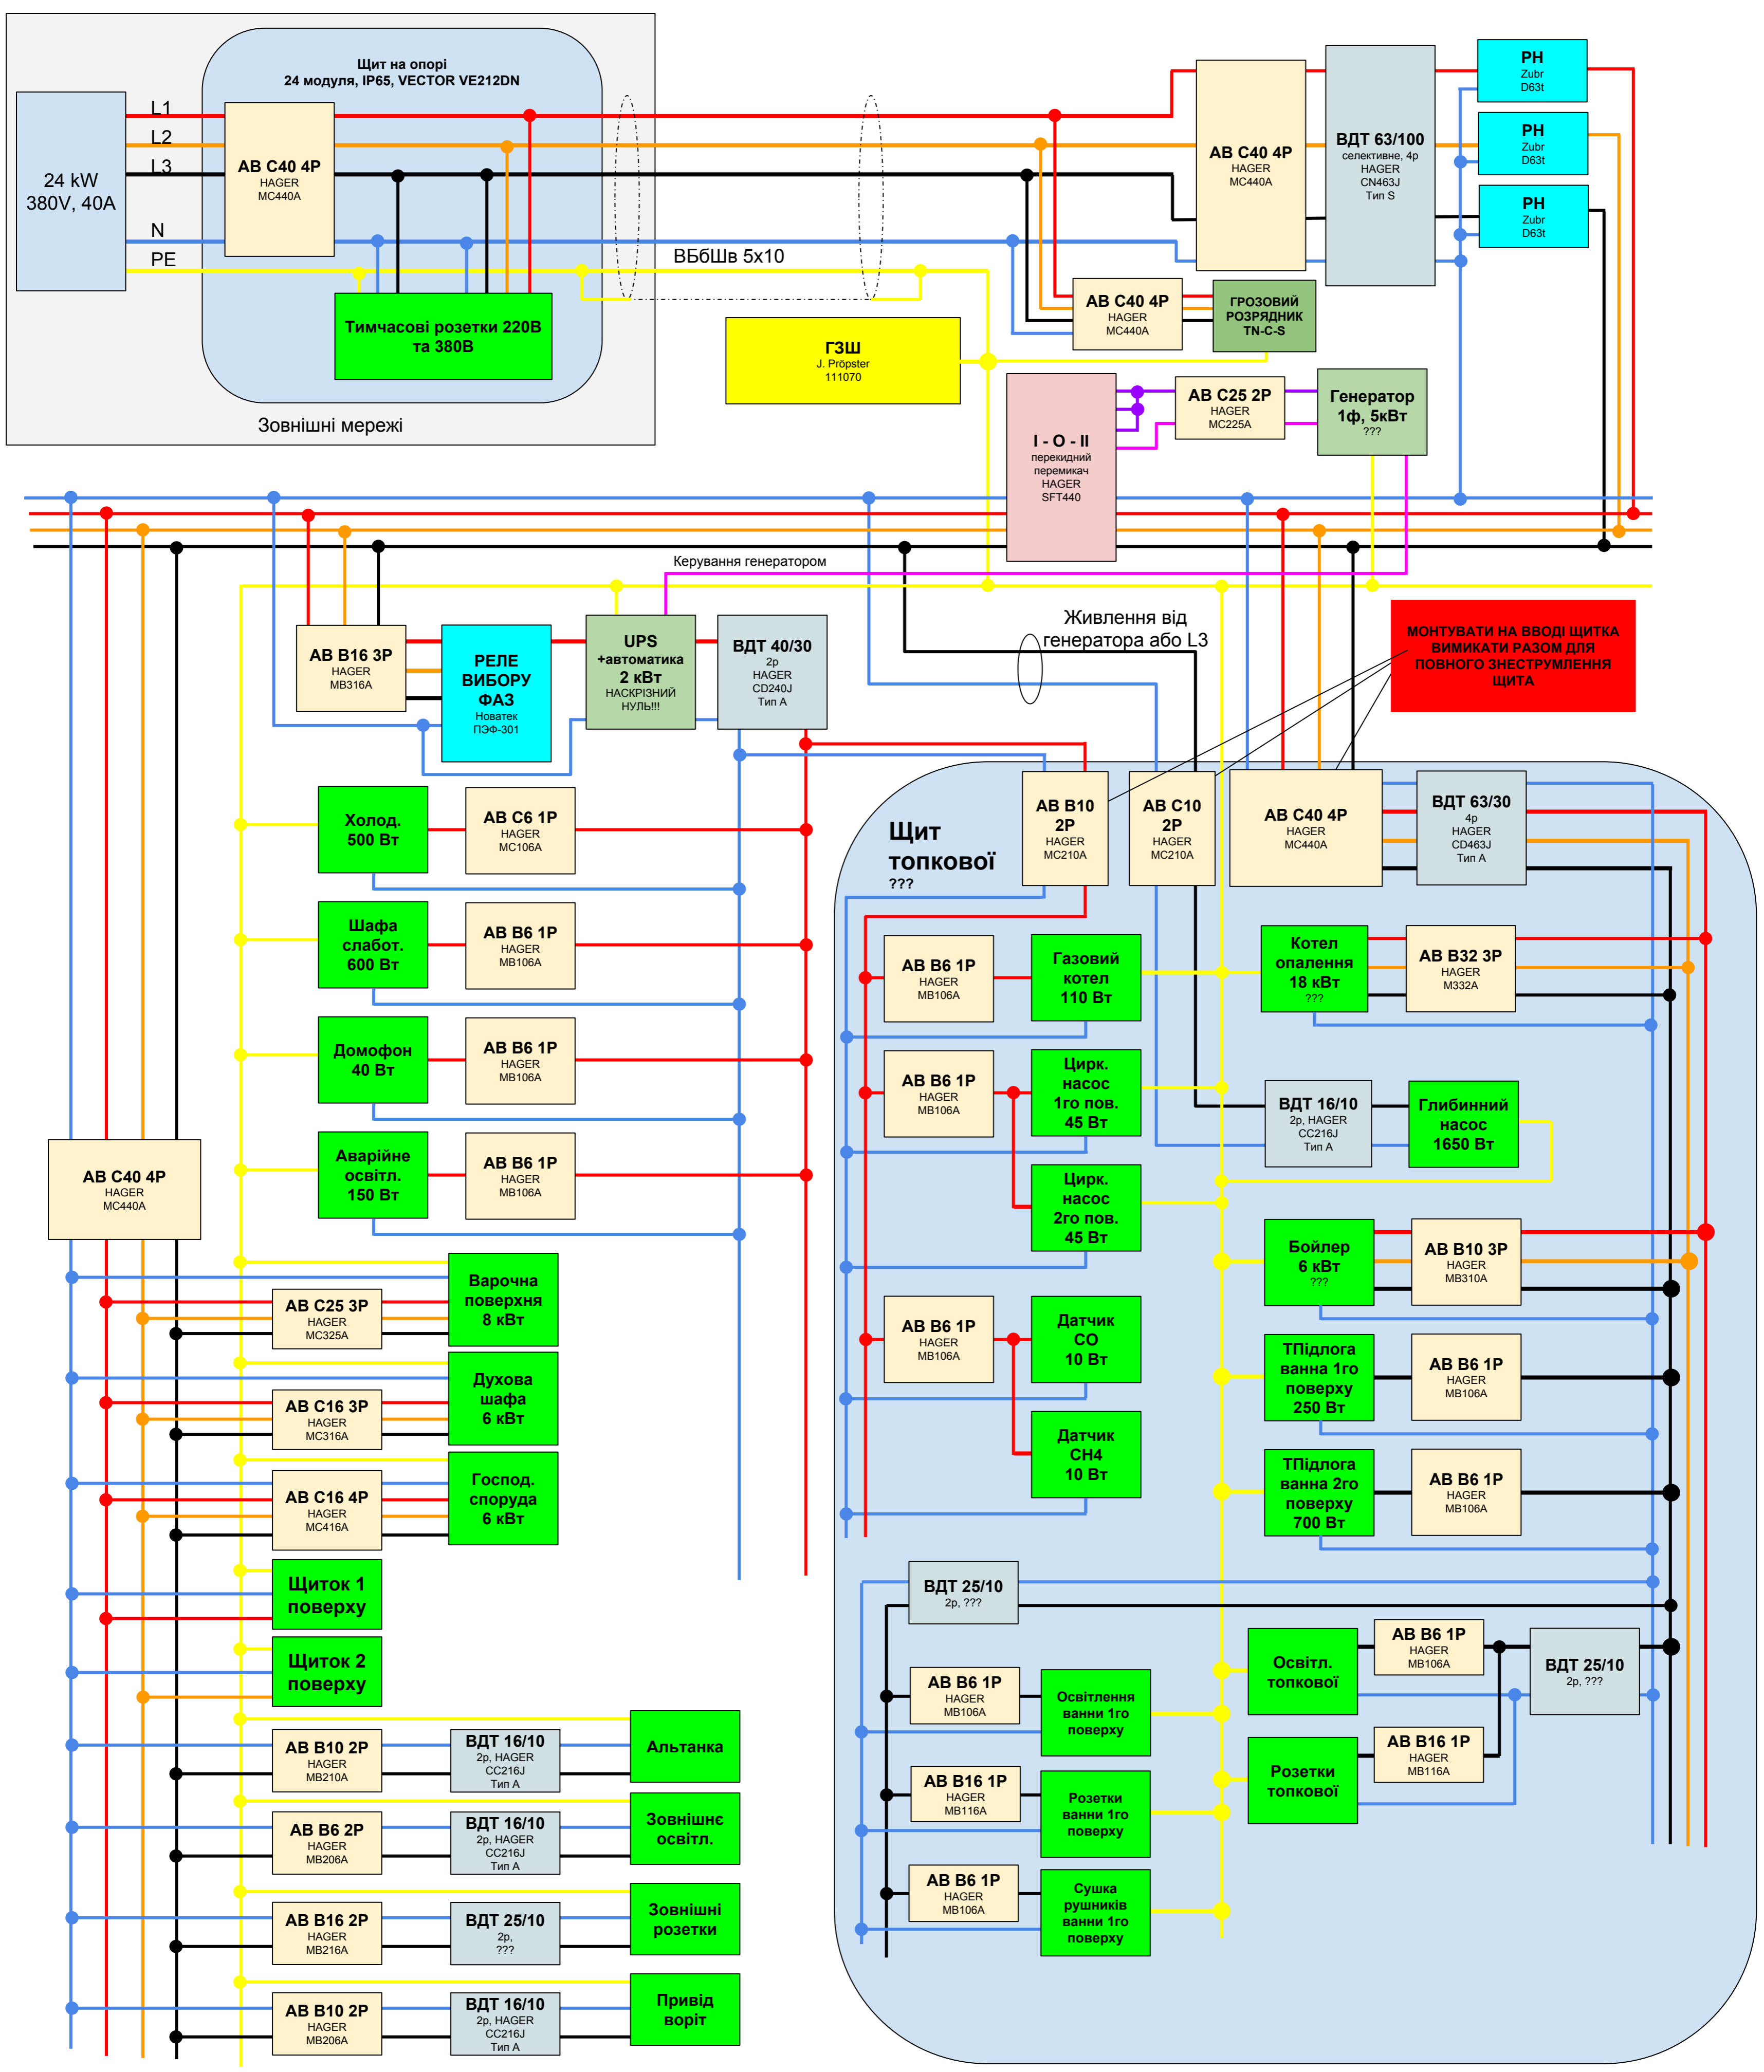 Щит на опорі
24 модуля, IP65, VECTOR VE212DN
24 kW
380V, 40A
L1
L2
L3
N
PE
АВ С40 4Р
HAGER
MC440A
Тимчасові розетки 220В
та 380В
Зовнішні мережі
ВБбШв 5х10
АВ С40 4Р
HAGER
MC440A
ВДТ 63/100
селективне, 4р
HAGER
CN463J
Тип S
РН
Zubr
D63t
РН
Zubr
D63t
РН
Zubr
D63t
АВ С40 4Р
HAGER
MC440A
ГРОЗОВИЙ
РОЗРЯДНИК
TN-C-S
ГЗШ
J. Pröpster
111070
I - O - II
перекидний
перемикач
HAGER
SFT440
АВ С25 2Р
HAGER
MC225A
Генератор
1ф, 5кВт
???
Керування генератором
Живлення від
генератора або L3
МОНТУВАТИ НА ВВОДІ ЩИТКА
ВИМИКАТИ РАЗОМ ДЛЯ
ПОВНОГО ЗНЕСТРУМЛЕННЯ
ЩИТА
АВ В16 3Р
HAGER
MB316A
РЕЛЕ
ВИБОРУ
ФАЗ
Новатек
ПЭФ-301
UPS
+автоматика
2 кВт
НАСКРІЗНИЙ
НУЛЬ!!!
ВДТ 40/30
2р
HAGER
CD240J
Тип А
Холод.
500 Вт
АВ С6 1Р
HAGER
MC106A
Шафа
слабот.
600 Вт
АВ В6 1Р
HAGER
MB106A
Домофон
40 Вт
АВ В6 1Р
HAGER
MB106A
Аварійне
освітл.
150 Вт
АВ В6 1Р
HAGER
MB106A
АВ С40 4Р
HAGER
MC440A
АВ С25 3Р
HAGER
MC325A
Варочна
поверхня
8 кВт
АВ С16 3Р
HAGER
MC316A
Духова
шафа
6 кВт
АВ С16 4Р
HAGER
MC416A
Господ.
споруда
6 кВт
Щиток 1
поверху
Щиток 2
поверху
АВ В10 2Р
HAGER
MB210A
ВДТ 16/10
2р, HAGER
CC216J
Тип А
Альтанка
АВ В6 2Р
HAGER
MB206A
ВДТ 16/10
2р, HAGER
CC216J
Тип А
Зовнішнє
освітл.
АВ В16 2Р
HAGER
MB216A
ВДТ 25/10
2р,
???
Зовнішні
розетки
АВ В10 2Р
HAGER
MB206A
ВДТ 16/10
2р, HAGER
CC216J
Тип А
Привід
воріт
Щит
топкової
???
АВ В10
2Р
HAGER
MC210A
АВ С10
2Р
HAGER
MC210A
АВ С40 4Р
HAGER
MC440A
ВДТ 63/30
4р
HAGER
CD463J
Тип А
АВ В6 1Р
HAGER
MB106A
Газовий
котел
110 Вт
Котел
опалення
18 кВт
???
АВ В32 3Р
HAGER
M332A
АВ В6 1Р
HAGER
MB106A
Цирк.
насос
1го пов.
45 Вт
ВДТ 16/10
2р, HAGER
CC216J
Тип А
Глибинний
насос
1650 Вт
Цирк.
насос
2го пов.
45 Вт
Бойлер
6 кВт
???
АВ В10 3Р
HAGER
MB310A
АВ В6 1Р
HAGER
MB106A
Датчик
СО
10 Вт
ТПідлога
ванна 1го
поверху
250 Вт
АВ В6 1Р
HAGER
MB106A
Датчик
СН4
10 Вт
ТПідлога
ванна 2го
поверху
700 Вт
АВ В6 1Р
HAGER
MB106A
ВДТ 25/10
2р, ???
АВ В6 1Р
HAGER
MB106A
Освітлення
ванни 1го
поверху
Освітл.
топкової
АВ В6 1Р
HAGER
MB106A
ВДТ 25/10
2р, ???
АВ В16 1Р
HAGER
MB116A
Розетки
ванни 1го
поверху
Розетки
топкової
АВ В16 1Р
HAGER
MB116A
АВ В6 1Р
HAGER
MB106A
Сушка
рушників
ванни 1го
поверху